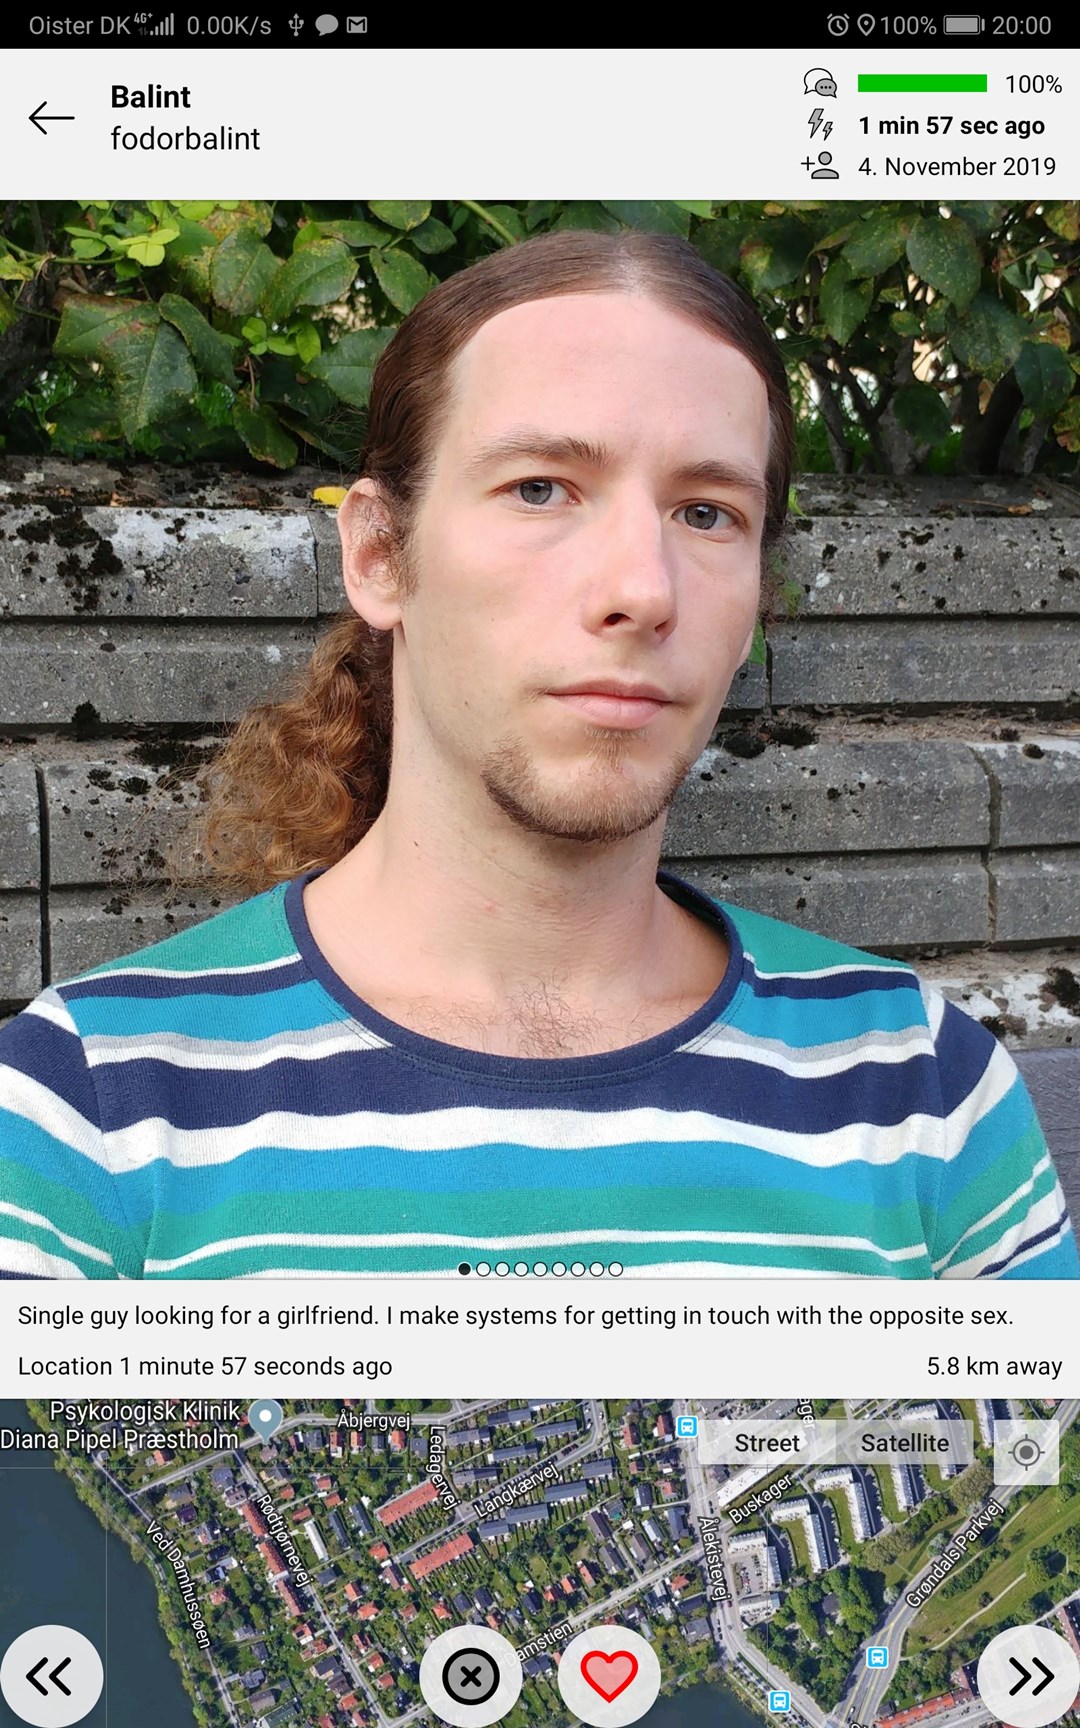 Oister DK 4G+ 0.00K/s 100% 20:00
Balint
fodorbalint
100%
1 min 57 sec ago
4. November 2019
Single guy looking for a girlfriend. I make systems for getting in touch with the opposite sex.
Location 1 minute 57 seconds ago 5.8 km away
Psykologisk Klinik
Diana Pipel Præstholm
Åbjergvej
Street Satellite
Ledagervej
Langkærvej
Buskager
Rødtjørnevej
Ved Damhussøen
Ålekistevej
Grøndals Parkvej
Damstien